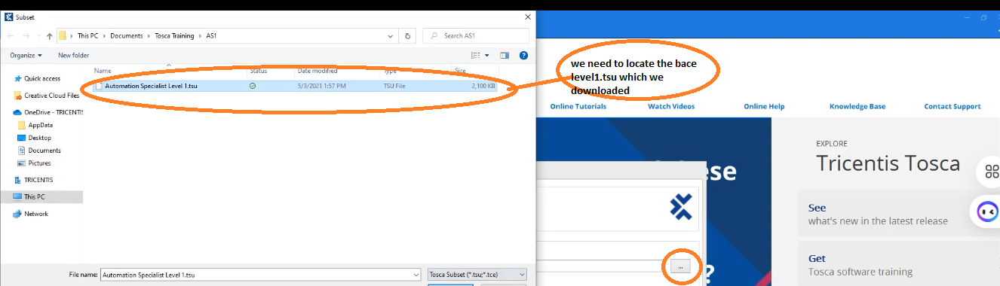 Subset
This PC > Documents > Tosca Training > AS1
Search AS1
Organize
New folder
Name Status Date modified Type Size
Automation Specialist Level 1.tsu 5/3/2021 1:57 PM TSU File 2,100 KB
Quick access
Creative Cloud Files
OneDrive - TRICENTIS
AppData
Desktop
Documents
Pictures
TRICENTIS
This PC
Network
File name: Automation Specialist Level 1.tsu
Tosca Subset (*.tsu;*.tce)
we need to locate the bace
level1.tsu which we
downloaded
Online Tutorials
Watch Videos
Online Help
Knowledge Base
Contact Support
ese
?
...
EXPLORE
Tricentis Tosca
See
what's new in the latest release
Get
Tosca software training